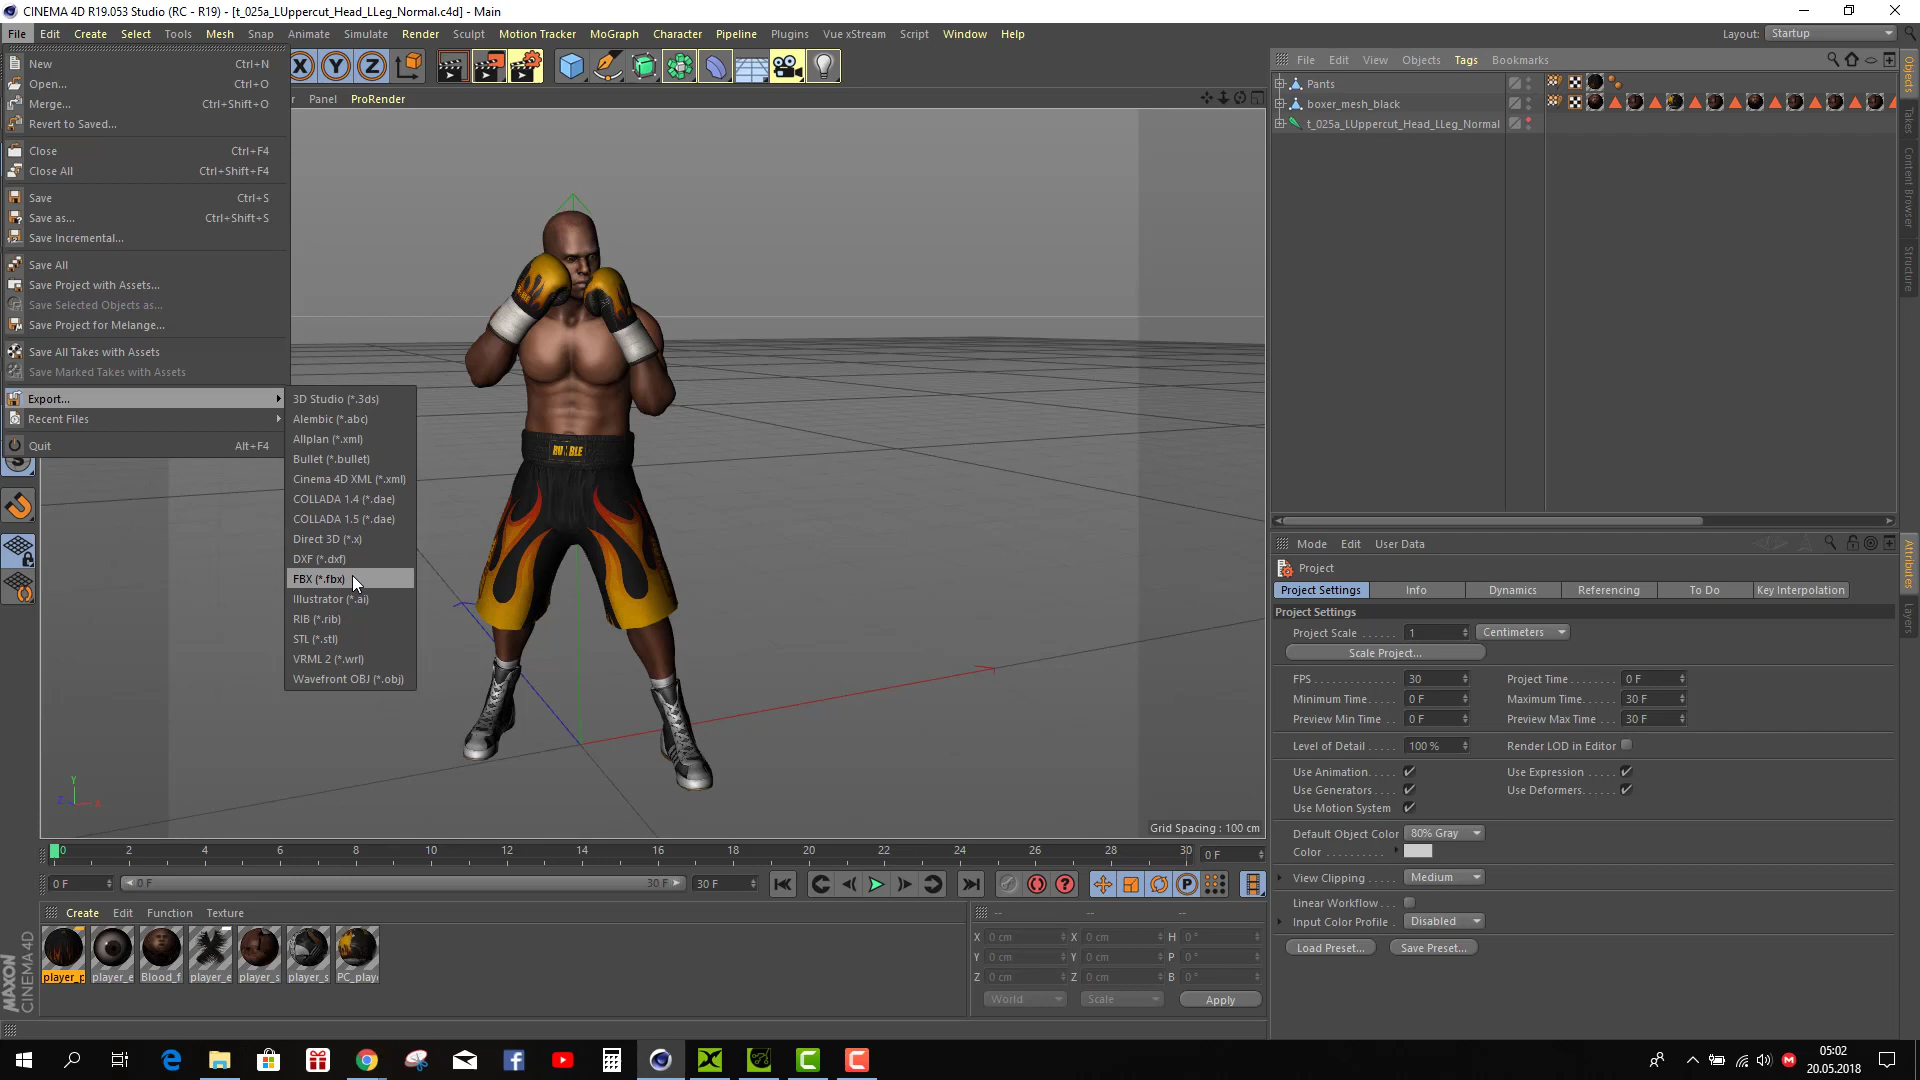 CINEMA 4D R19.053 Studio (RC - R19) - [t_025a_LUppercut_Head_LLeg_Normal.c4d] - Main
File Edit Create Select Tools Mesh Snap Animate Simulate Render Sculpt Motion Tracker MoGraph Character Pipeline Plugins Vue xStream Script Window Help
Layout: Startup
New Ctrl+N
Open... Ctrl+O
Merge... Ctrl+Shift+O
Revert to Saved...
Close Ctrl+F4
Close All Ctrl+Shift+F4
Save Ctrl+S
Save as... Ctrl+Shift+S
Save Incremental...
Save All
Save Project with Assets...
Save Selected Objects as...
Save Project for Melange...
Save All Takes with Assets
Save Marked Takes with Assets
Export...
Recent Files
Quit Alt+F4
3D Studio (*.3ds)
Alembic (*.abc)
Allplan (*.xml)
Bullet (*.bullet)
Cinema 4D XML (*.xml)
COLLADA 1.4 (*.dae)
COLLADA 1.5 (*.dae)
Direct 3D (*.x)
DXF (*.dxf)
FBX (*.fbx)
Illustrator (*.ai)
RIB (*.rib)
STL (*.stl)
VRML 2 (*.wrl)
Wavefront OBJ (*.obj)
X Y Z
Panel ProRender
Y
Z X
Grid Spacing : 100 cm
File Edit View Objects Tags Bookmarks
Pants
boxer_mesh_black
t_025a_LUppercut_Head_LLeg_Normal
Objects
Takes
Content Browser
Structure
Mode Edit User Data
Project
Project Settings Info Dynamics Referencing To Do Key Interpolation
Project Settings
Project Scale 1 Centimeters
Scale Project...
FPS 30 Project Time 0 F
Minimum Time 0 F Maximum Time 30 F
Preview Min Time 0 F Preview Max Time 30 F
Level of Detail 100 % Render LOD in Editor
Use Animation Use Expression
Use Generators Use Deformers
Use Motion System
Default Object Color 80% Gray
Color
View Clipping Medium
Linear Workflow
Input Color Profile Disabled
Load Preset... Save Preset...
Attributes
Layers
0 2 4 6 8 10 12 14 16 18 20 22 24 26 28 30 0 F
0 F 0 F 30 F 30 F
Create Edit Function Texture
player_p player_e Blood_f player_e player_s player_s PC_play
-- -- --
X 0 cm X 0 cm H 0 °
Y 0 cm Y 0 cm P 0 °
Z 0 cm Z 0 cm B 0 °
World Scale Apply
MAXON
CINEMA 4D
05:02
20.05.2018